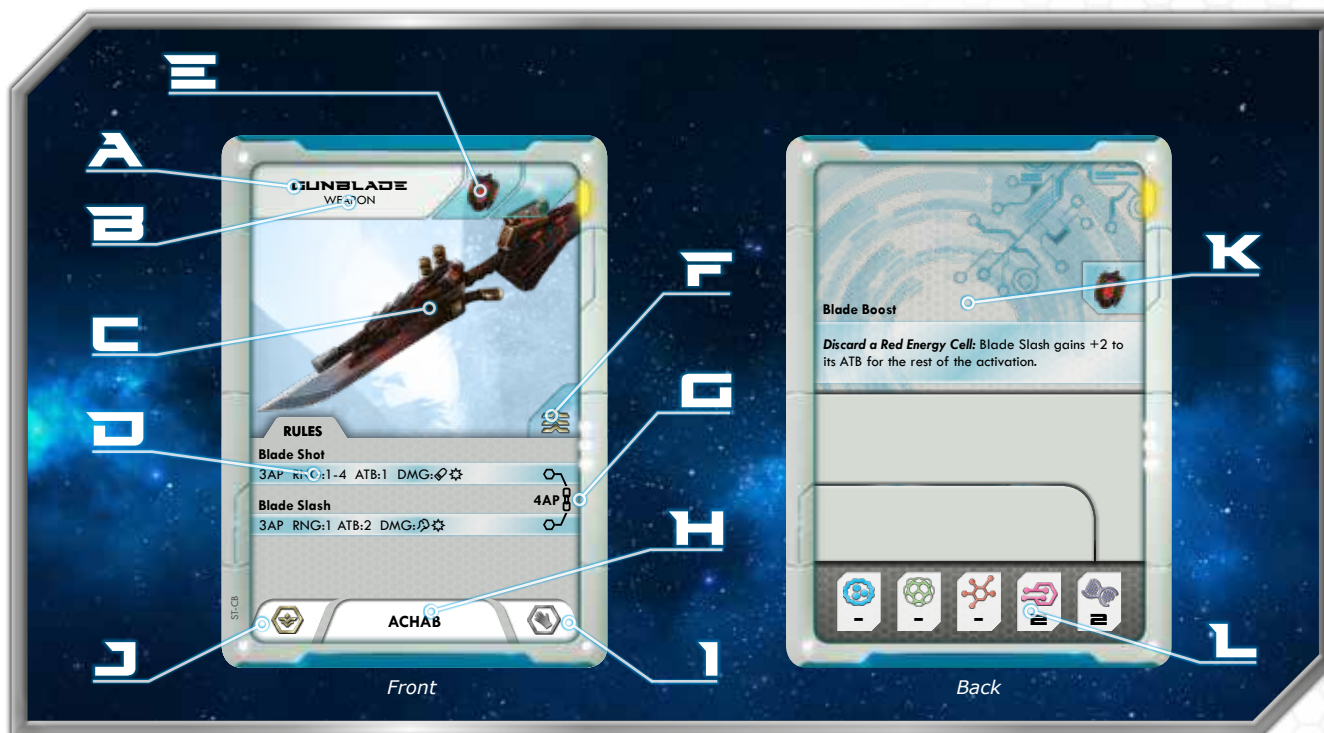 E
A
GUNBLADE
WEAPON
B
F
K
Blade Boost
C
Discard a Red Energy Cell: Blade Slash gains +2 to
its ATB for the rest of the activation.
G
D
RULES
Blade Shot
3AP RNG:1-4 ATB:1 DMG:
4AP
Blade Slash
3AP RNG:1 ATB:2 DMG:
H
ST-CB
ACHAB
- - - 2 2
J
I
L
Front
Back